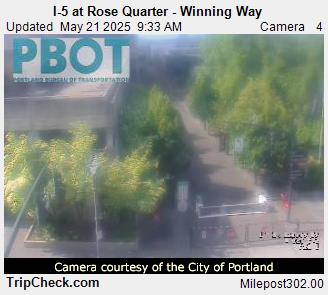 I-5 at Rose Quarter - Winning Way
Updated May 21 2025 9:33 AM Camera 4
PBOT
PORTLAND BUREAU OF TRANSPORTATION
Camera courtesy of the City of Portland
TripCheck.com Milepost302.00